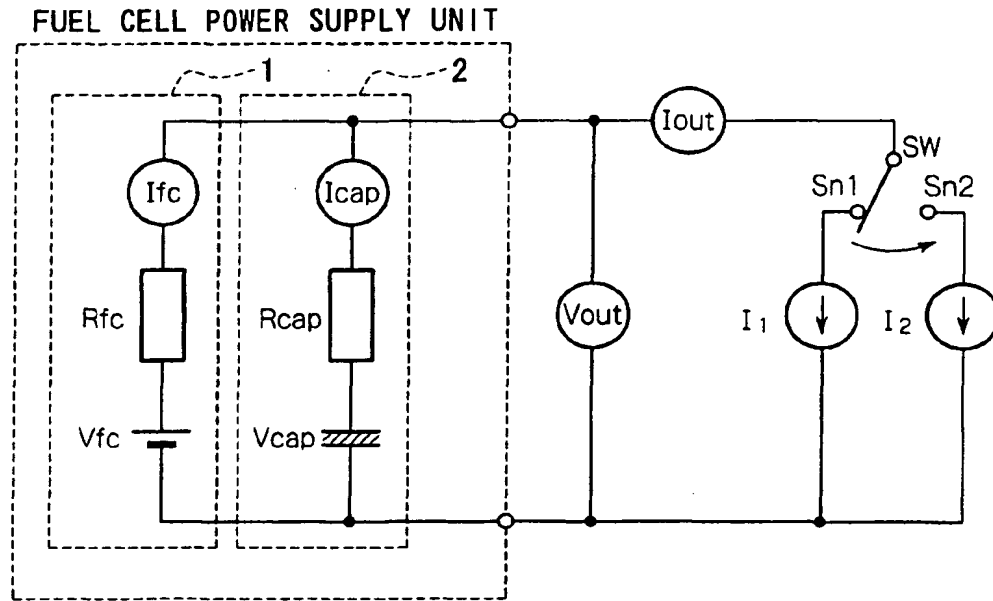 FUEL CELL POWER SUPPLY UNIT
1
2
Iout
SW
Ifc
Icap
Sn1
Sn2
Rfc
Rcap
Vout
I1
I2
Vfc
Vcap